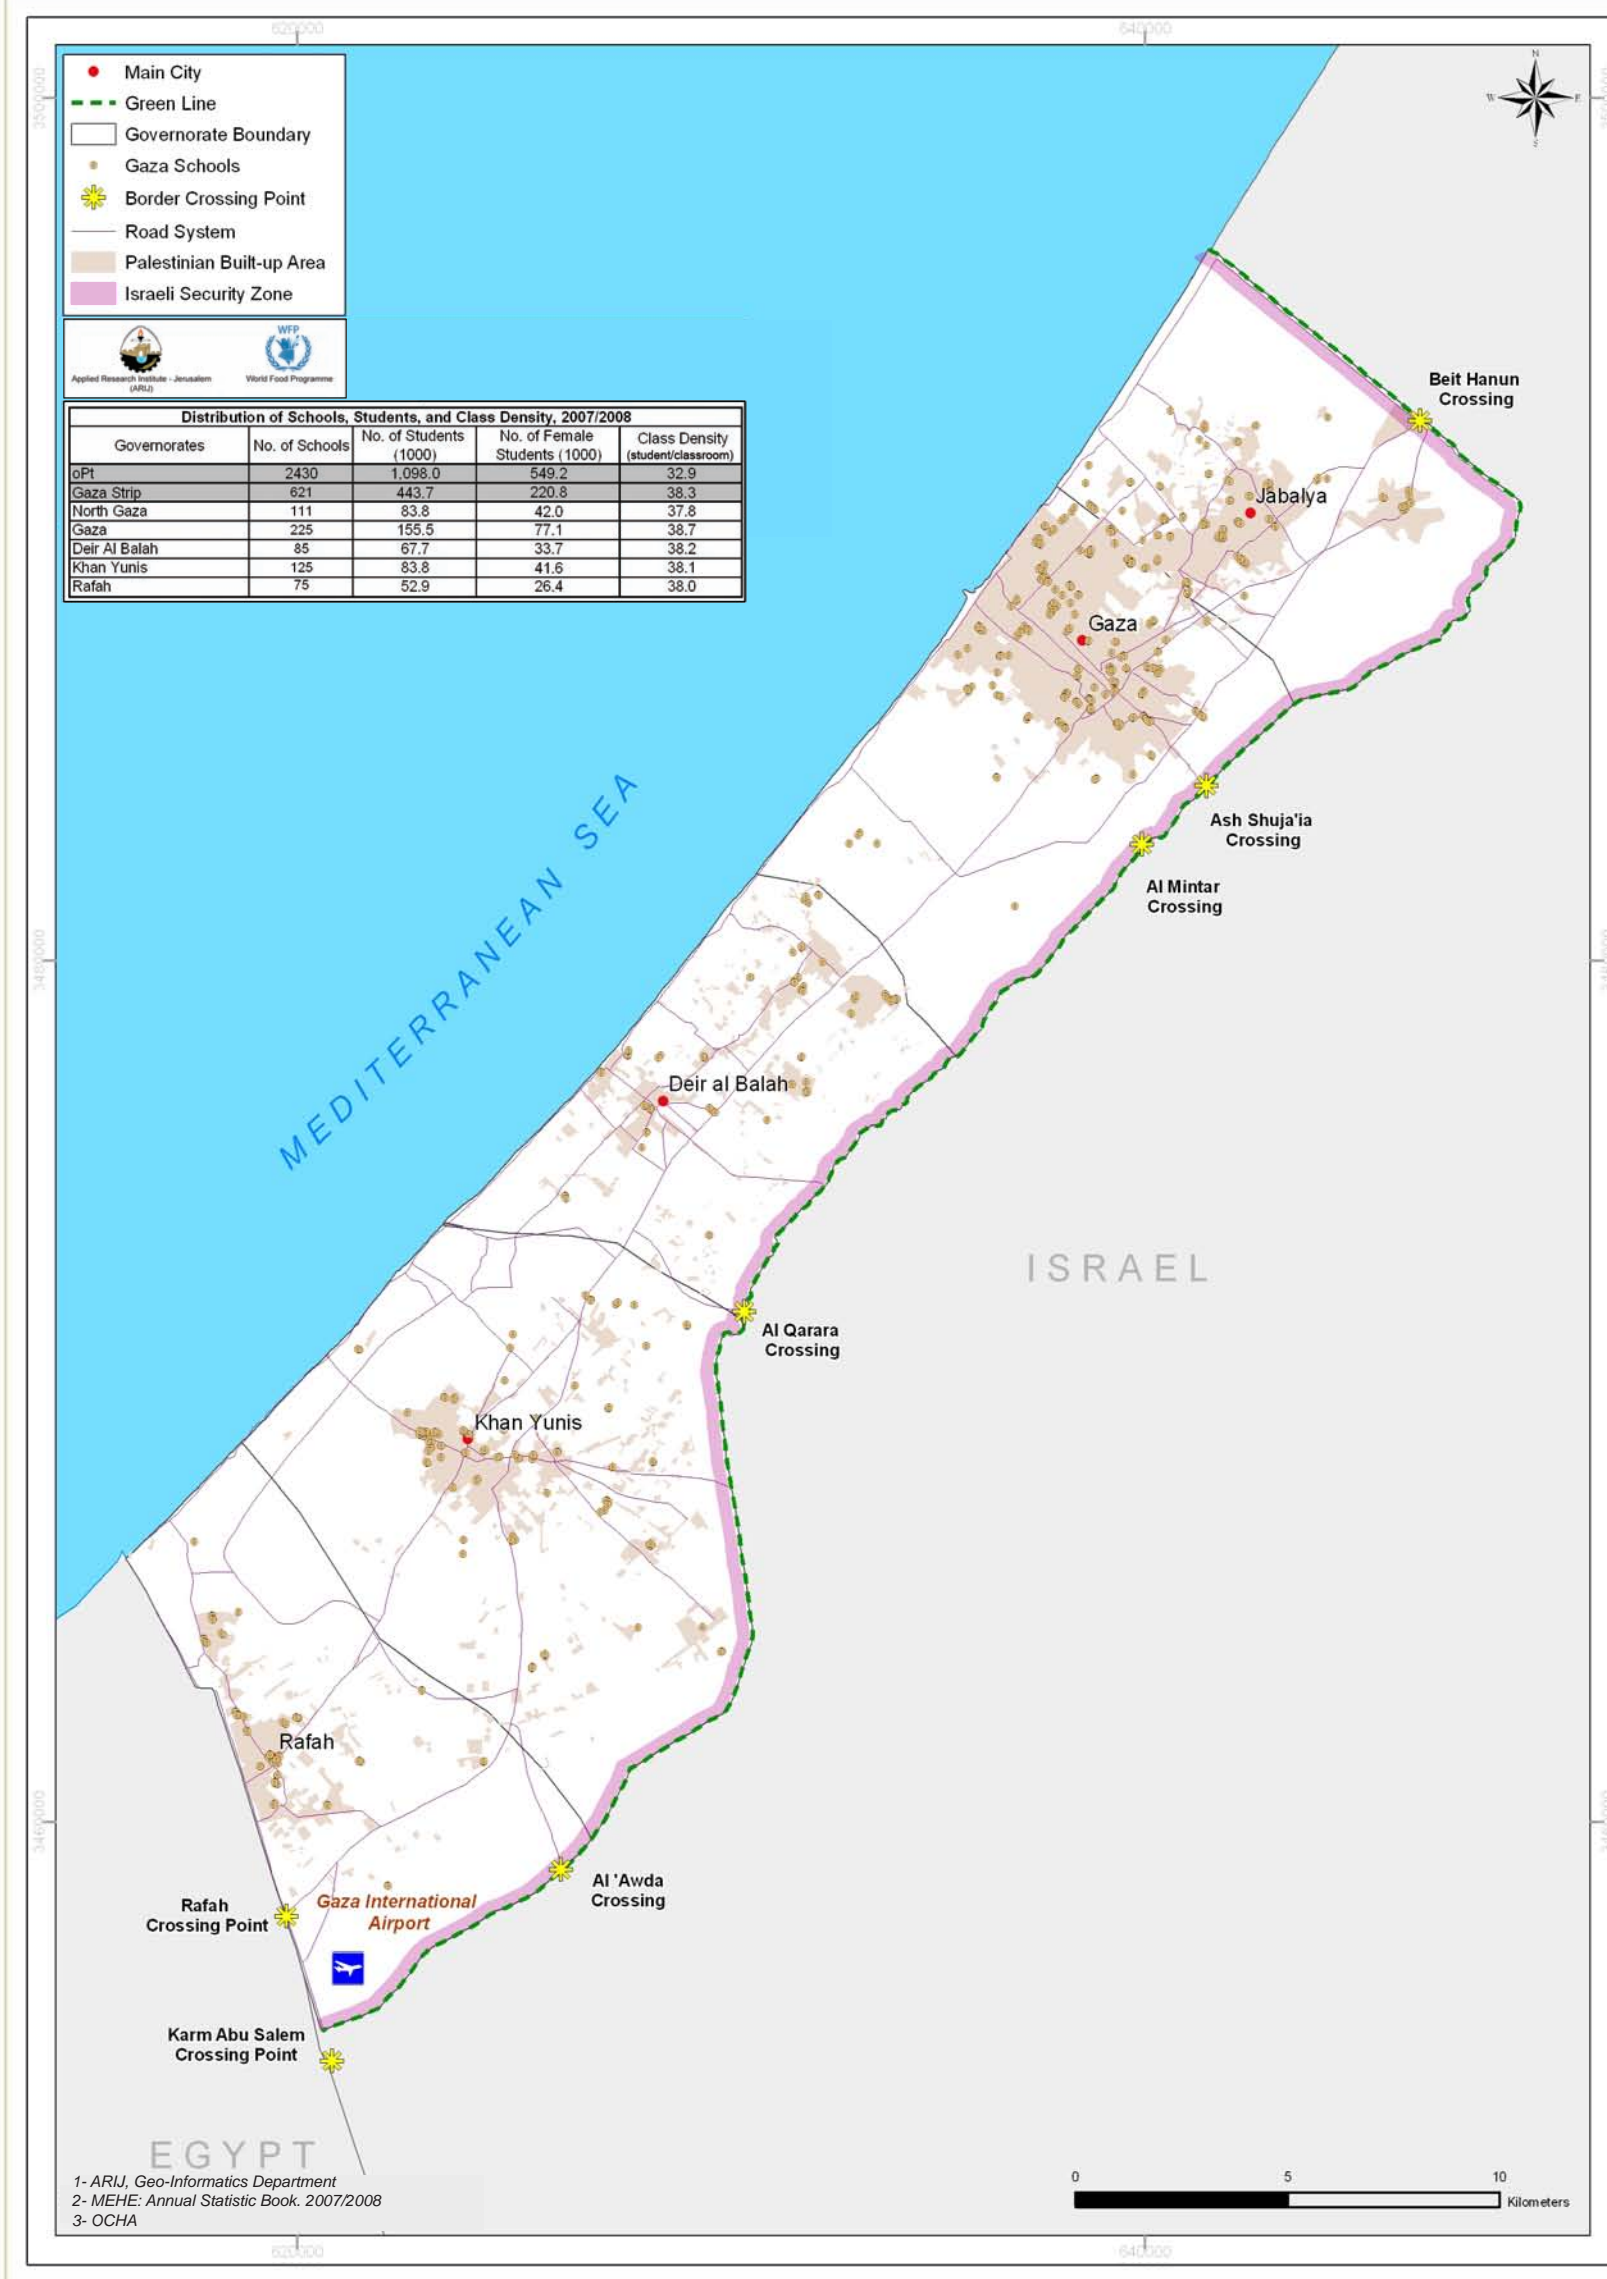 620000
640000
3500000
N
W
E
S
Main City
Green Line
Governorate Boundary
Gaza Schools
Border Crossing Point
Road System
Palestinian Built-up Area
Israeli Security Zone
WFP
Applied Research Institute - Jerusalem
(ARIJ)
World Food Programme
Distribution of Schools, Students, and Class Density, 2007/2008
Governorates No. of Schools No. of Students (1000) No. of Female Students (1000) Class Density (student/classroom)
oPt 2430 1,098.0 549.2 32.9
Gaza Strip 621 443.7 220.8 38.3
North Gaza 111 83.8 42.0 37.8
Gaza 225 155.5 77.1 38.7
Deir Al Balah 85 67.7 33.7 38.2
Khan Yunis 125 83.8 41.6 38.1
Rafah 75 52.9 26.4 38.0
Beit Hanun
Crossing
Jabalya
Gaza
Ash Shuja'ia
Crossing
Al Mintar
Crossing
MEDITERRANEAN SEA
3480000
Deir al Balah
ISRAEL
Al Qarara
Crossing
Khan Yunis
Rafah
3460000
Al 'Awda
Crossing
Rafah
Crossing Point
Gaza International
Airport
Karm Abu Salem
Crossing Point
EGYPT
1- ARIJ, Geo-Informatics Department
2- MEHE: Annual Statistic Book. 2007/2008
3- OCHA
0 5 10
Kilometers
620000
640000